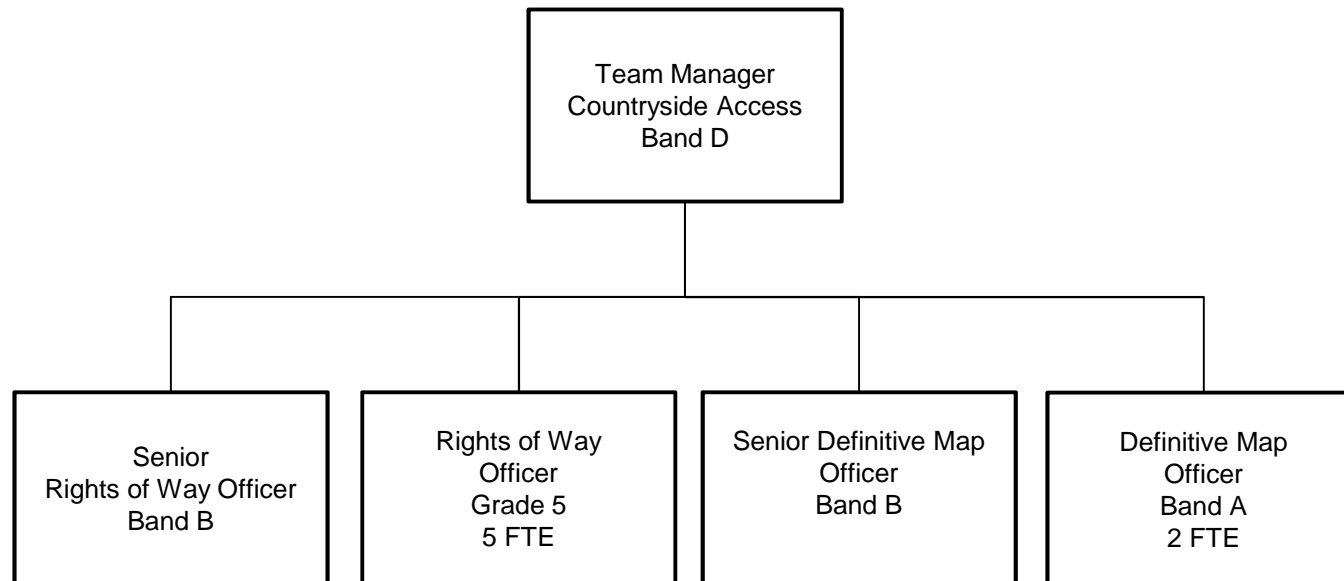 Team Manager
Countryside Access
Band D
Senior
Rights of Way Officer
Band B
Rights of Way
Officer
Grade 5
5 FTE
Senior Definitive Map
Officer
Band B
Definitive Map
Officer
Band A
2 FTE